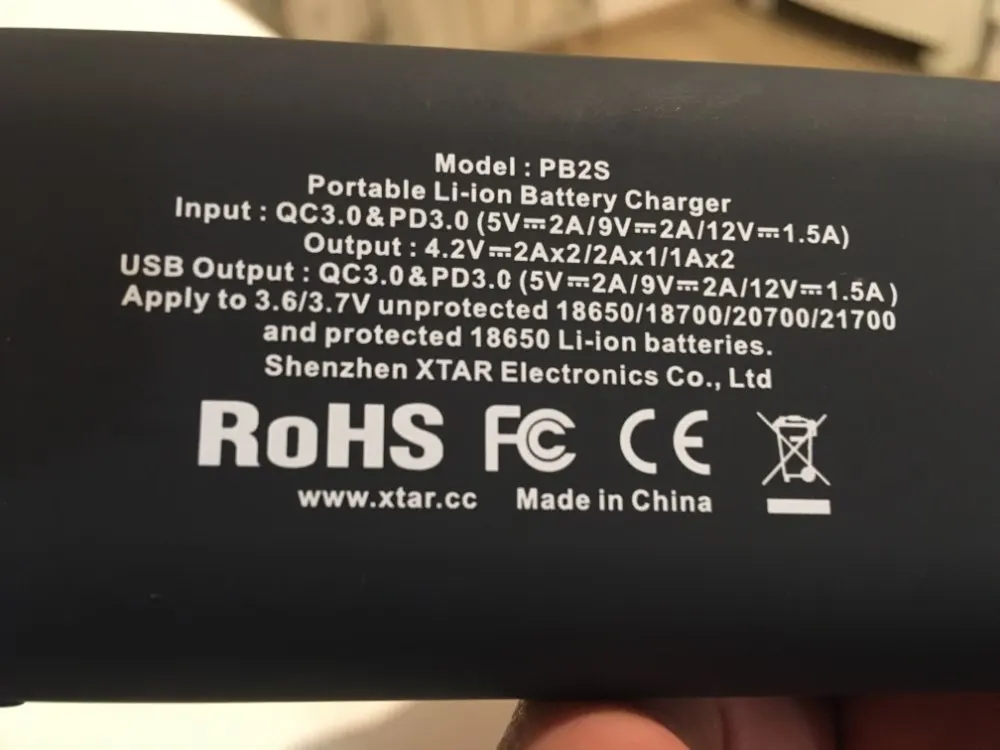 Model : PB2S
Portable Li-ion Battery Charger
Input : QC3.0&PD3.0 (5V⎓2A/9V⎓2A/12V⎓1.5A)
Output : 4.2V⎓2Ax2/2Ax1/1Ax2
USB Output : QC3.0&PD3.0 (5V⎓2A/9V⎓2A/12V⎓1.5A)
Apply to 3.6/3.7V unprotected 18650/18700/20700/21700
and protected 18650 Li-ion batteries.
Shenzhen XTAR Electronics Co., Ltd
RoHS FC CE
www.xtar.cc Made in China